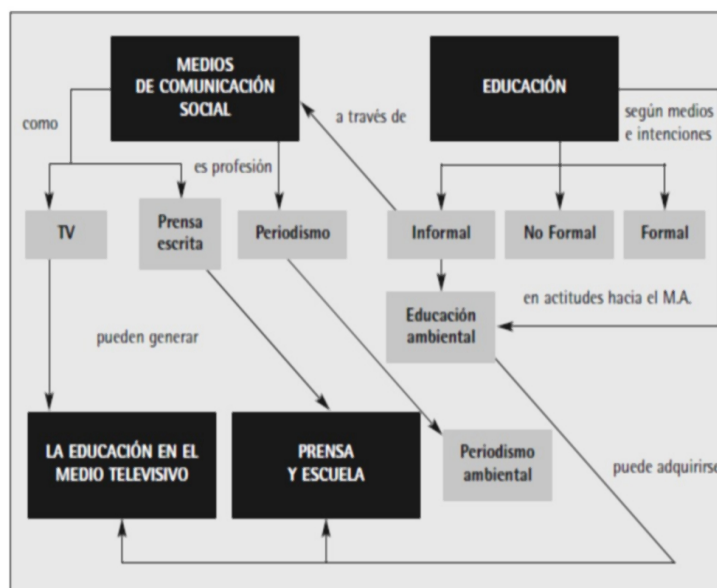 MEDIOS
DE COMUNICACIÓN
SOCIAL
EDUCACIÓN
como
a través de
según medios
e intenciones
es profesión
TV
Prensa
escrita
Periodismo
Informal
No Formal
Formal
Educación
ambiental
en actitudes hacia el M.A.
pueden generar
LA EDUCACIÓN EN EL
MEDIO TELEVISIVO
PRENSA
Y ESCUELA
Periodismo
ambiental
puede adquirirse